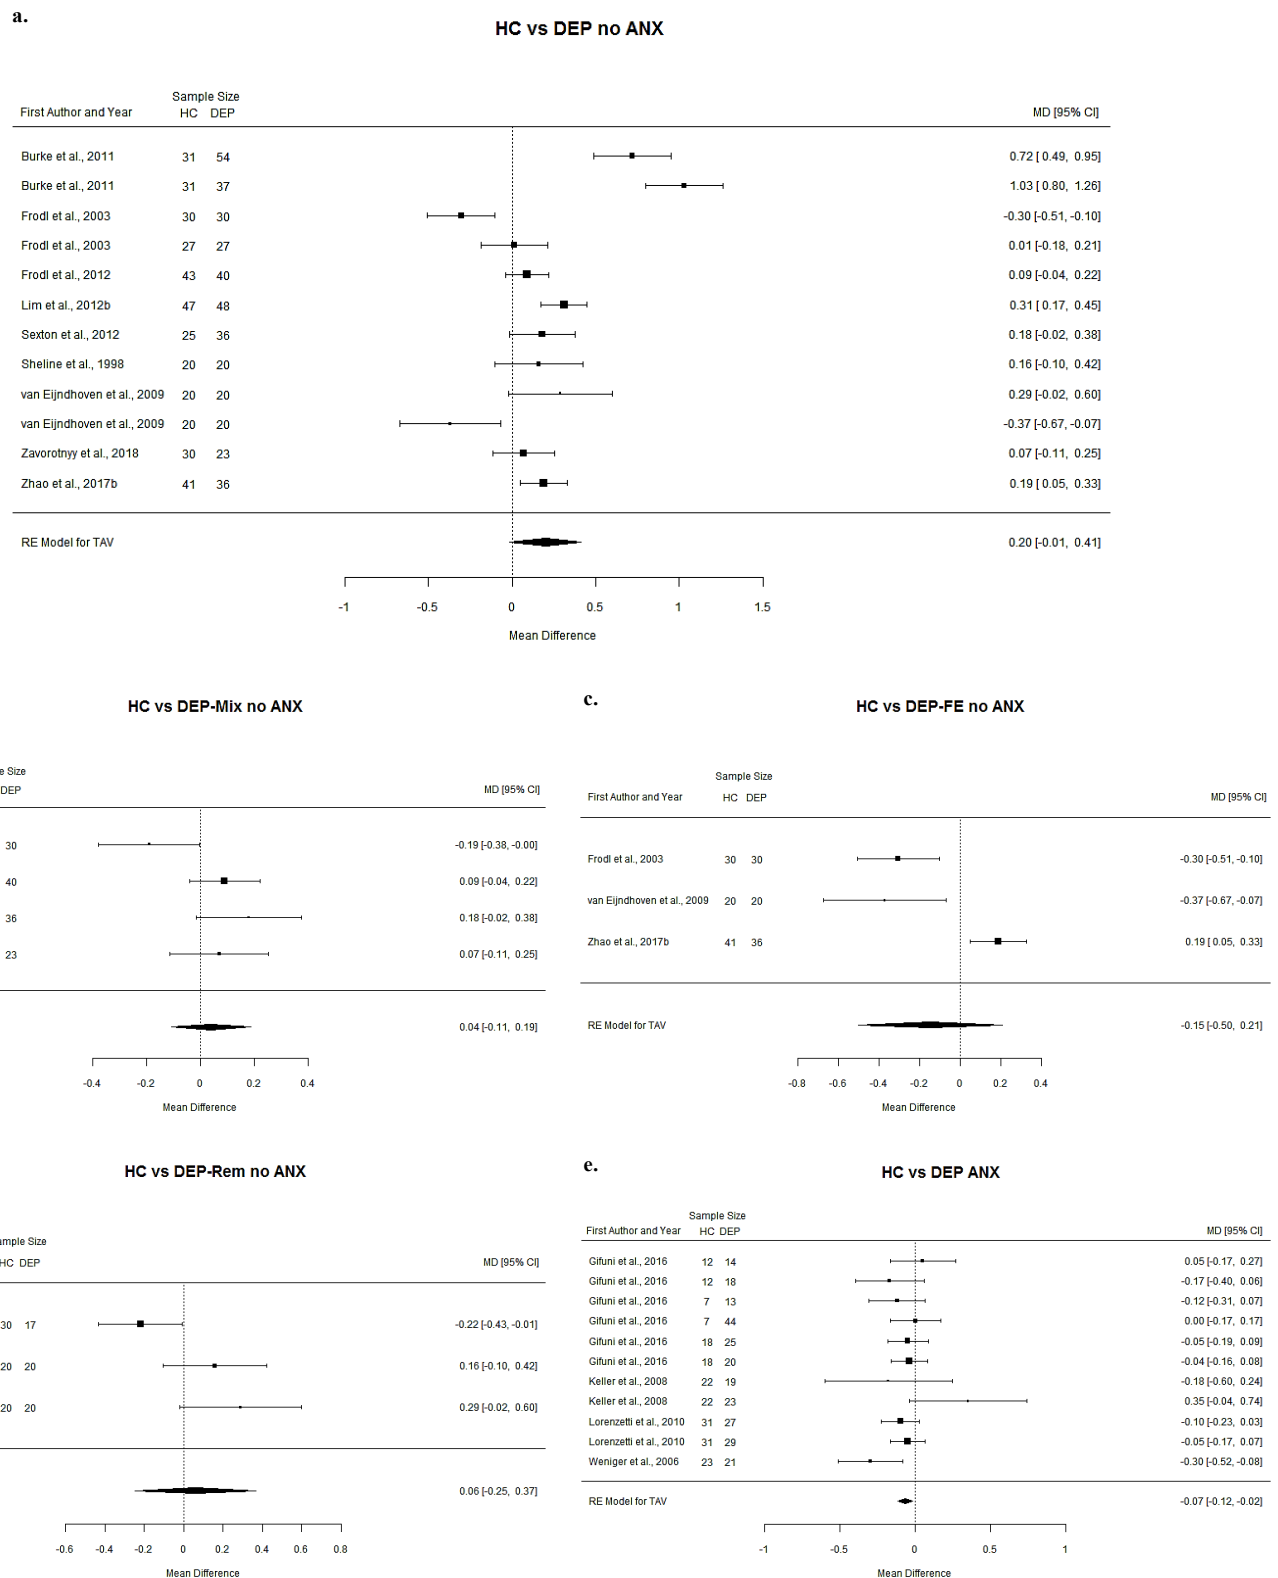 a.
HC vs DEP no ANX
Sample Size
First Author and Year HC DEP MD [95% CI]
Burke et al., 2011 31 54 0.72 [ 0.49, 0.95]
Burke et al., 2011 31 37 1.03 [ 0.80, 1.26]
Frodl et al., 2003 30 30 -0.30 [-0.51, -0.10]
Frodl et al., 2003 27 27 0.01 [-0.18, 0.21]
Frodl et al., 2012 43 40 0.09 [-0.04, 0.22]
Lim et al., 2012b 47 48 0.31 [ 0.17, 0.45]
Sexton et al., 2012 25 36 0.18 [-0.02, 0.38]
Sheline et al., 1998 20 20 0.16 [-0.10, 0.42]
van Eijndhoven et al., 2009 20 20 0.29 [-0.02, 0.60]
van Eijndhoven et al., 2009 20 20 -0.37 [-0.67, -0.07]
Zavorotnyy et al., 2018 30 23 0.07 [-0.11, 0.25]
Zhao et al., 2017b 41 36 0.19 [ 0.05, 0.33]
RE Model for TAV 0.20 [-0.01, 0.41]
-1 -0.5 0 0.5 1 1.5
Mean Difference
HC vs DEP-Mix no ANX
e Size
DEP MD [95% CI]
30 -0.19 [-0.38, -0.00]
40 0.09 [-0.04, 0.22]
36 0.18 [-0.02, 0.38]
23 0.07 [-0.11, 0.25]
0.04 [-0.11, 0.19]
-0.4 -0.2 0 0.2 0.4
Mean Difference
c.
HC vs DEP-FE no ANX
Sample Size
First Author and Year HC DEP MD [95% CI]
Frodl et al., 2003 30 30 -0.30 [-0.51, -0.10]
van Eijndhoven et al., 2009 20 20 -0.37 [-0.67, -0.07]
Zhao et al., 2017b 41 36 0.19 [ 0.05, 0.33]
RE Model for TAV -0.15 [-0.50, 0.21]
-0.8 -0.6 -0.4 -0.2 0 0.2 0.4
Mean Difference
HC vs DEP-Rem no ANX
ample Size
HC DEP MD [95% CI]
30 17 -0.22 [-0.43, -0.01]
20 20 0.16 [-0.10, 0.42]
20 20 0.29 [-0.02, 0.60]
0.06 [-0.25, 0.37]
-0.6 -0.4 -0.2 0 0.2 0.4 0.6 0.8
Mean Difference
e.
HC vs DEP ANX
Sample Size
First Author and Year HC DEP MD [95% CI]
Gifuni et al., 2016 12 14 0.05 [-0.17, 0.27]
Gifuni et al., 2016 12 18 -0.17 [-0.40, 0.06]
Gifuni et al., 2016 7 13 -0.12 [-0.31, 0.07]
Gifuni et al., 2016 7 44 0.00 [-0.17, 0.17]
Gifuni et al., 2016 18 25 -0.05 [-0.19, 0.09]
Gifuni et al., 2016 18 20 -0.04 [-0.16, 0.08]
Keller et al., 2008 22 19 -0.18 [-0.60, 0.24]
Keller et al., 2008 22 23 0.35 [-0.04, 0.74]
Lorenzetti et al., 2010 31 27 -0.10 [-0.23, 0.03]
Lorenzetti et al., 2010 31 29 -0.05 [-0.17, 0.07]
Weniger et al., 2006 23 21 -0.30 [-0.52, -0.08]
RE Model for TAV -0.07 [-0.12, -0.02]
-1 -0.5 0 0.5 1
Mean Difference